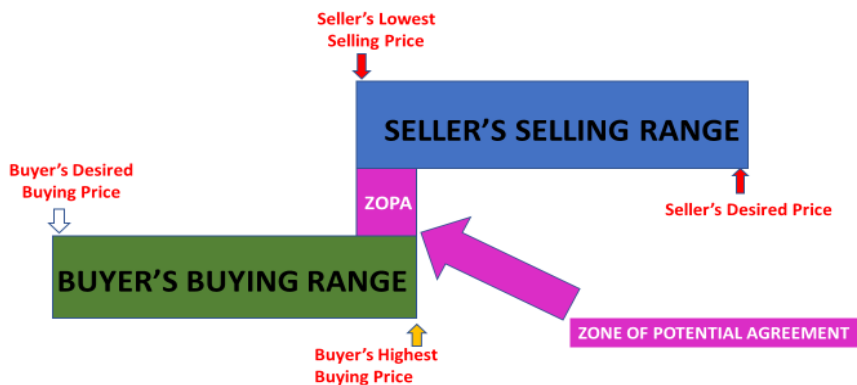 Seller’s Lowest
Selling Price
SELLER’S SELLING RANGE
Buyer’s Desired
Buying Price
ZOPA
Seller’s Desired Price
BUYER’S BUYING RANGE
ZONE OF POTENTIAL AGREEMENT
Buyer’s Highest
Buying Price